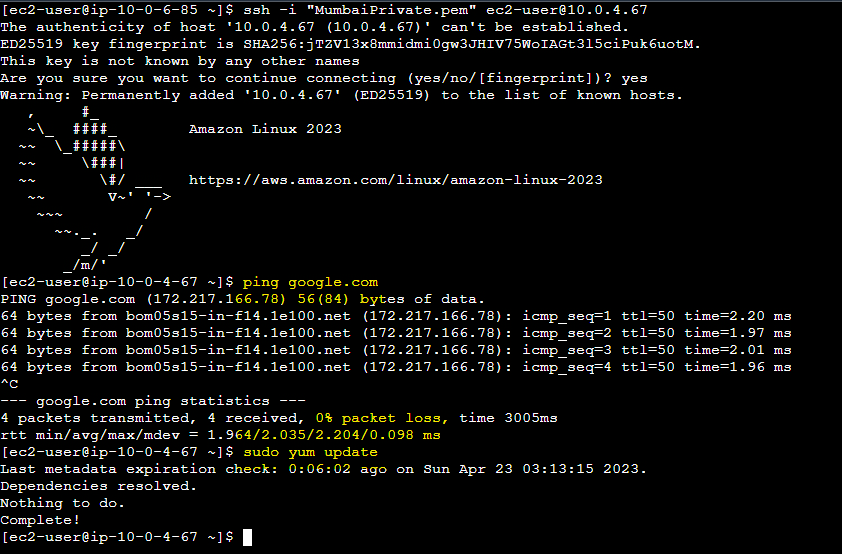 [ec2-user@ip-10-0-6-85 ~]$ ssh -i "MumbaiPrivate.pem" ec2-user@10.0.4.67
The authenticity of host '10.0.4.67 (10.0.4.67)' can't be established.
ED25519 key fingerprint is SHA256:jTZV13x8mmidmi0gw3JHIV75WoIAGt3l5ciPuk6uotM.
This key is not known by any other names
Are you sure you want to continue connecting (yes/no/[fingerprint])? yes
Warning: Permanently added '10.0.4.67' (ED25519) to the list of known hosts.
   ,     #_
   ~\_  ####_        Amazon Linux 2023
  ~~  \_#####\
  ~~     \###|
  ~~       \#/ ___   https://aws.amazon.com/linux/amazon-linux-2023
   ~~       V~' '->
    ~~~         /
      ~~._.   _/
         _/ _/
       _/m/'
[ec2-user@ip-10-0-4-67 ~]$ ping google.com
PING google.com (172.217.166.78) 56(84) bytes of data.
64 bytes from bom05s15-in-f14.1e100.net (172.217.166.78): icmp_seq=1 ttl=50 time=2.20 ms
64 bytes from bom05s15-in-f14.1e100.net (172.217.166.78): icmp_seq=2 ttl=50 time=1.97 ms
64 bytes from bom05s15-in-f14.1e100.net (172.217.166.78): icmp_seq=3 ttl=50 time=2.01 ms
64 bytes from bom05s15-in-f14.1e100.net (172.217.166.78): icmp_seq=4 ttl=50 time=1.96 ms
^C
--- google.com ping statistics ---
4 packets transmitted, 4 received, 0% packet loss, time 3005ms
rtt min/avg/max/mdev = 1.964/2.035/2.204/0.098 ms
[ec2-user@ip-10-0-4-67 ~]$ sudo yum update
Last metadata expiration check: 0:06:02 ago on Sun Apr 23 03:13:15 2023.
Dependencies resolved.
Nothing to do.
Complete!
[ec2-user@ip-10-0-4-67 ~]$